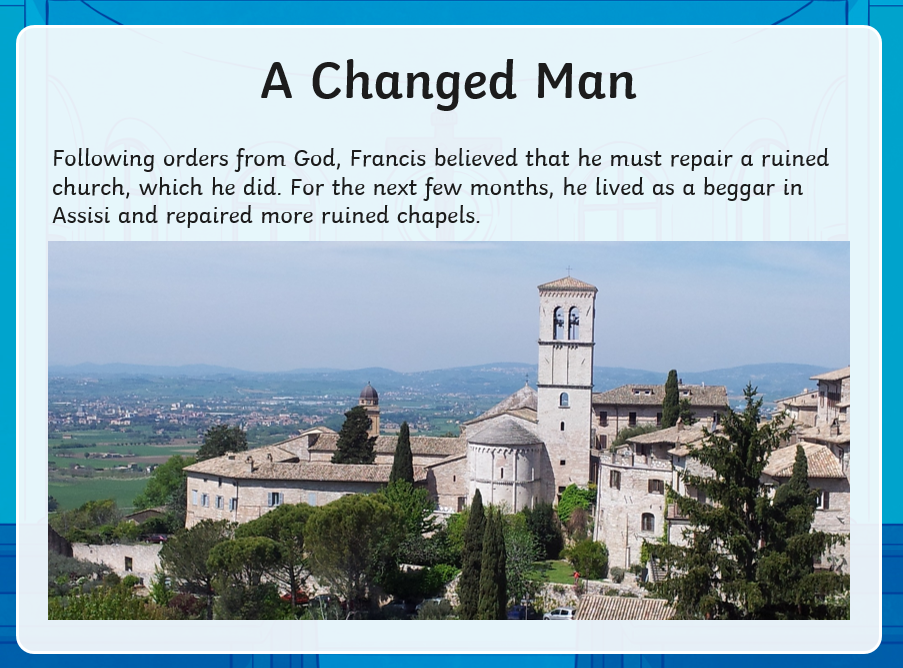 A Changed Man
Following orders from God, Francis believed that he must repair a ruined
church, which he did. For the next few months, he lived as a beggar in
Assisi and repaired more ruined chapels.